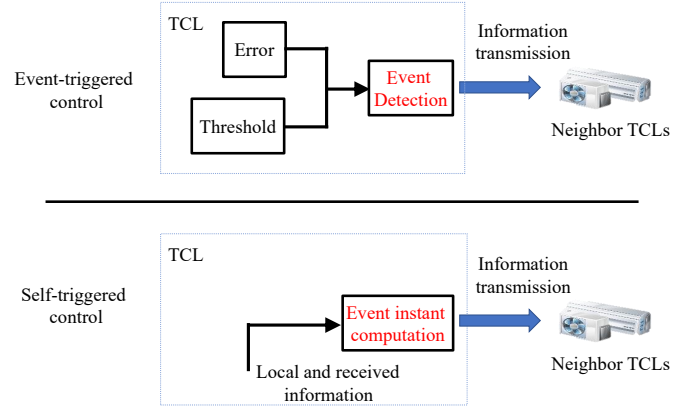 Event-triggered
control
TCL
Error
Threshold
Event
Detection
Information
transmission
Neighbor TCLs
Self-triggered
control
TCL
Event instant
computation
Local and received
information
Information
transmission
Neighbor TCLs